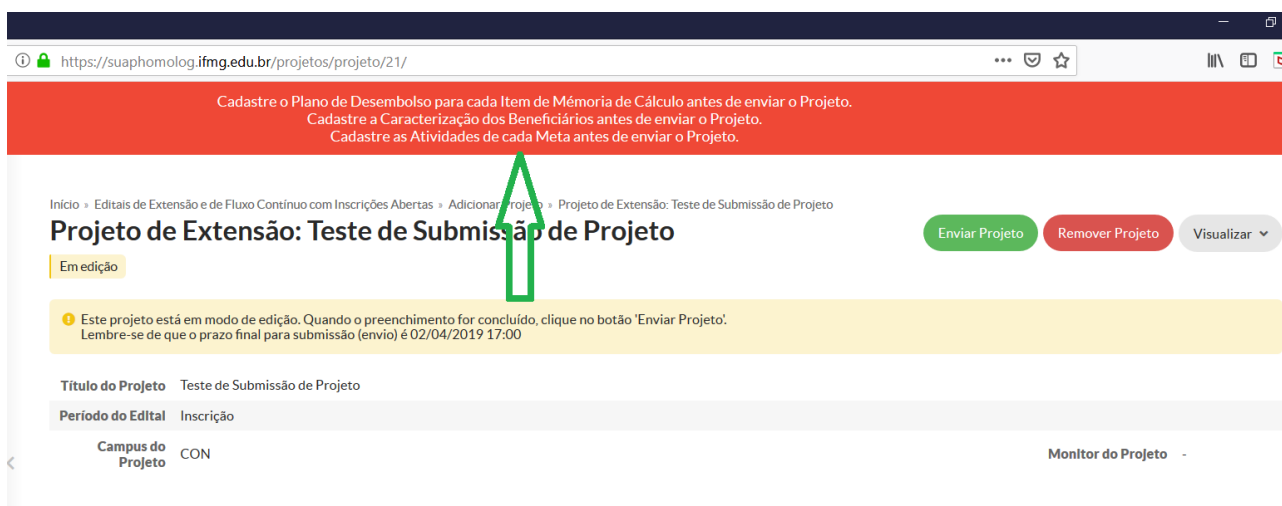 https://suaphomolog.ifmg.edu.br/projetos/projeto/21/
Cadastre o Plano de Desembolso para cada Item de Mémoria de Cálculo antes de enviar o Projeto.
Cadastre a Caracterização dos Beneficiários antes de enviar o Projeto.
Cadastre as Atividades de cada Meta antes de enviar o Projeto.
Início » Editais de Extensão e de Fluxo Contínuo com Inscrições Abertas » Adicionar Projeto » Projeto de Extensão: Teste de Submissão de Projeto
Projeto de Extensão: Teste de Submissão de Projeto
Enviar Projeto Remover Projeto Visualizar
Em edição
Este projeto está em modo de edição. Quando o preenchimento for concluído, clique no botão 'Enviar Projeto'.
Lembre-se de que o prazo final para submissão (envio) é 02/04/2019 17:00
Título do Projeto Teste de Submissão de Projeto
Período do Edital Inscrição
Campus do
Projeto CON
Monitor do Projeto -